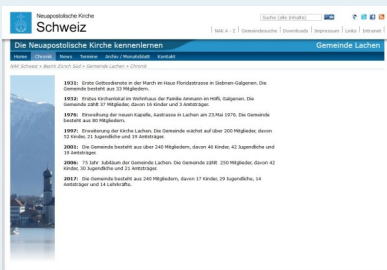 Neuapostolische Kirche
Schweiz
Suche (alle Inhalte)
NAK A - Z | Gemeindesuche | Downloads | Impressum | Links | Intranet |
Die Neuapostolische Kirche kennenlernen
Gemeinde Lachen
Home Chronik News Termine Archiv / Monatsblatt Kontakt
NAK Schweiz » Bezirk Zürich Süd » Gemeinde Lachen » Chronik
1931: Erste Gottesdienste in der March im Haus Floridastrasse in Siebnen-Galgenen. Die
Gemeinde besteht aus 33 Mitgliedern.
1932: Erstes Kirchenlokal im Wohnhaus der Familie Ammann im Höfli, Galgenen. Die
Gemeinde zählt 37 Mitglieder, davon 16 Kinder und 3 Amtsträger.
1976: Einweihung der neuen Kapelle, Aastrasse in Lachen am 23.Mai 1976. Die Gemeinde
besteht aus 80 Mitgliedern.
1997: Erweiterung der Kirche Lachen. Die Gemeinde wächst auf über 200 Mitglieder, davon
52 Kinder, 21 Jugendliche und 19 Amtsträger.
2001: Die Gemeinde besteht aus über 240 Mitgliedern, davon 46 Kinder, 42 Jugendliche und
19 Amtsträger.
2006: 75 Jahr Jubiläum der Gemeinde Lachen. Die Gemeinde zählt 250 Mitglieder, davon 42
Kinder, 30 Jugendliche und 21 Amtsträger.
2017: Die Gemeinde besteht aus 240 Mitgliedern, davon 17 Kinder, 29 Jugendliche, 14
Amtsträger und 14 Lehrkräfte.